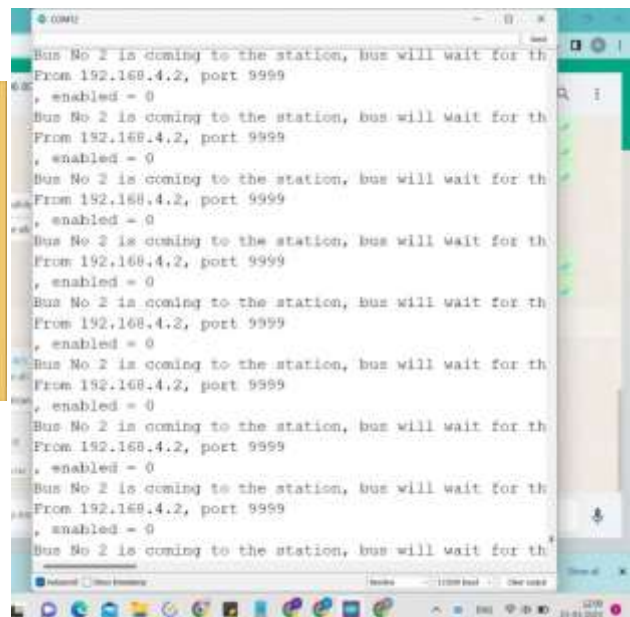 COM12
Send
Bus No 2 is coming to the station, bus will wait for th
From 192.168.4.2, port 9999
, enabled = 0
Bus No 2 is coming to the station, bus will wait for th
From 192.168.4.2, port 9999
, enabled = 0
Bus No 2 is coming to the station, bus will wait for th
From 192.168.4.2, port 9999
, enabled = 0
Bus No 2 is coming to the station, bus will wait for th
From 192.168.4.2, port 9999
, enabled = 0
Bus No 2 is coming to the station, bus will wait for th
From 192.168.4.2, port 9999
, enabled = 0
Bus No 2 is coming to the station, bus will wait for th
From 192.168.4.2, port 9999
, enabled = 0
Bus No 2 is coming to the station, bus will wait for th
From 192.168.4.2, port 9999
, enabled = 0
Bus No 2 is coming to the station, bus will wait for th
From 192.168.4.2, port 9999
, enabled = 0
Bus No 2 is coming to the station, bus will wait for th
Autoscroll Show timestamp
Newline 115200 baud Clear output
Show all
ENG